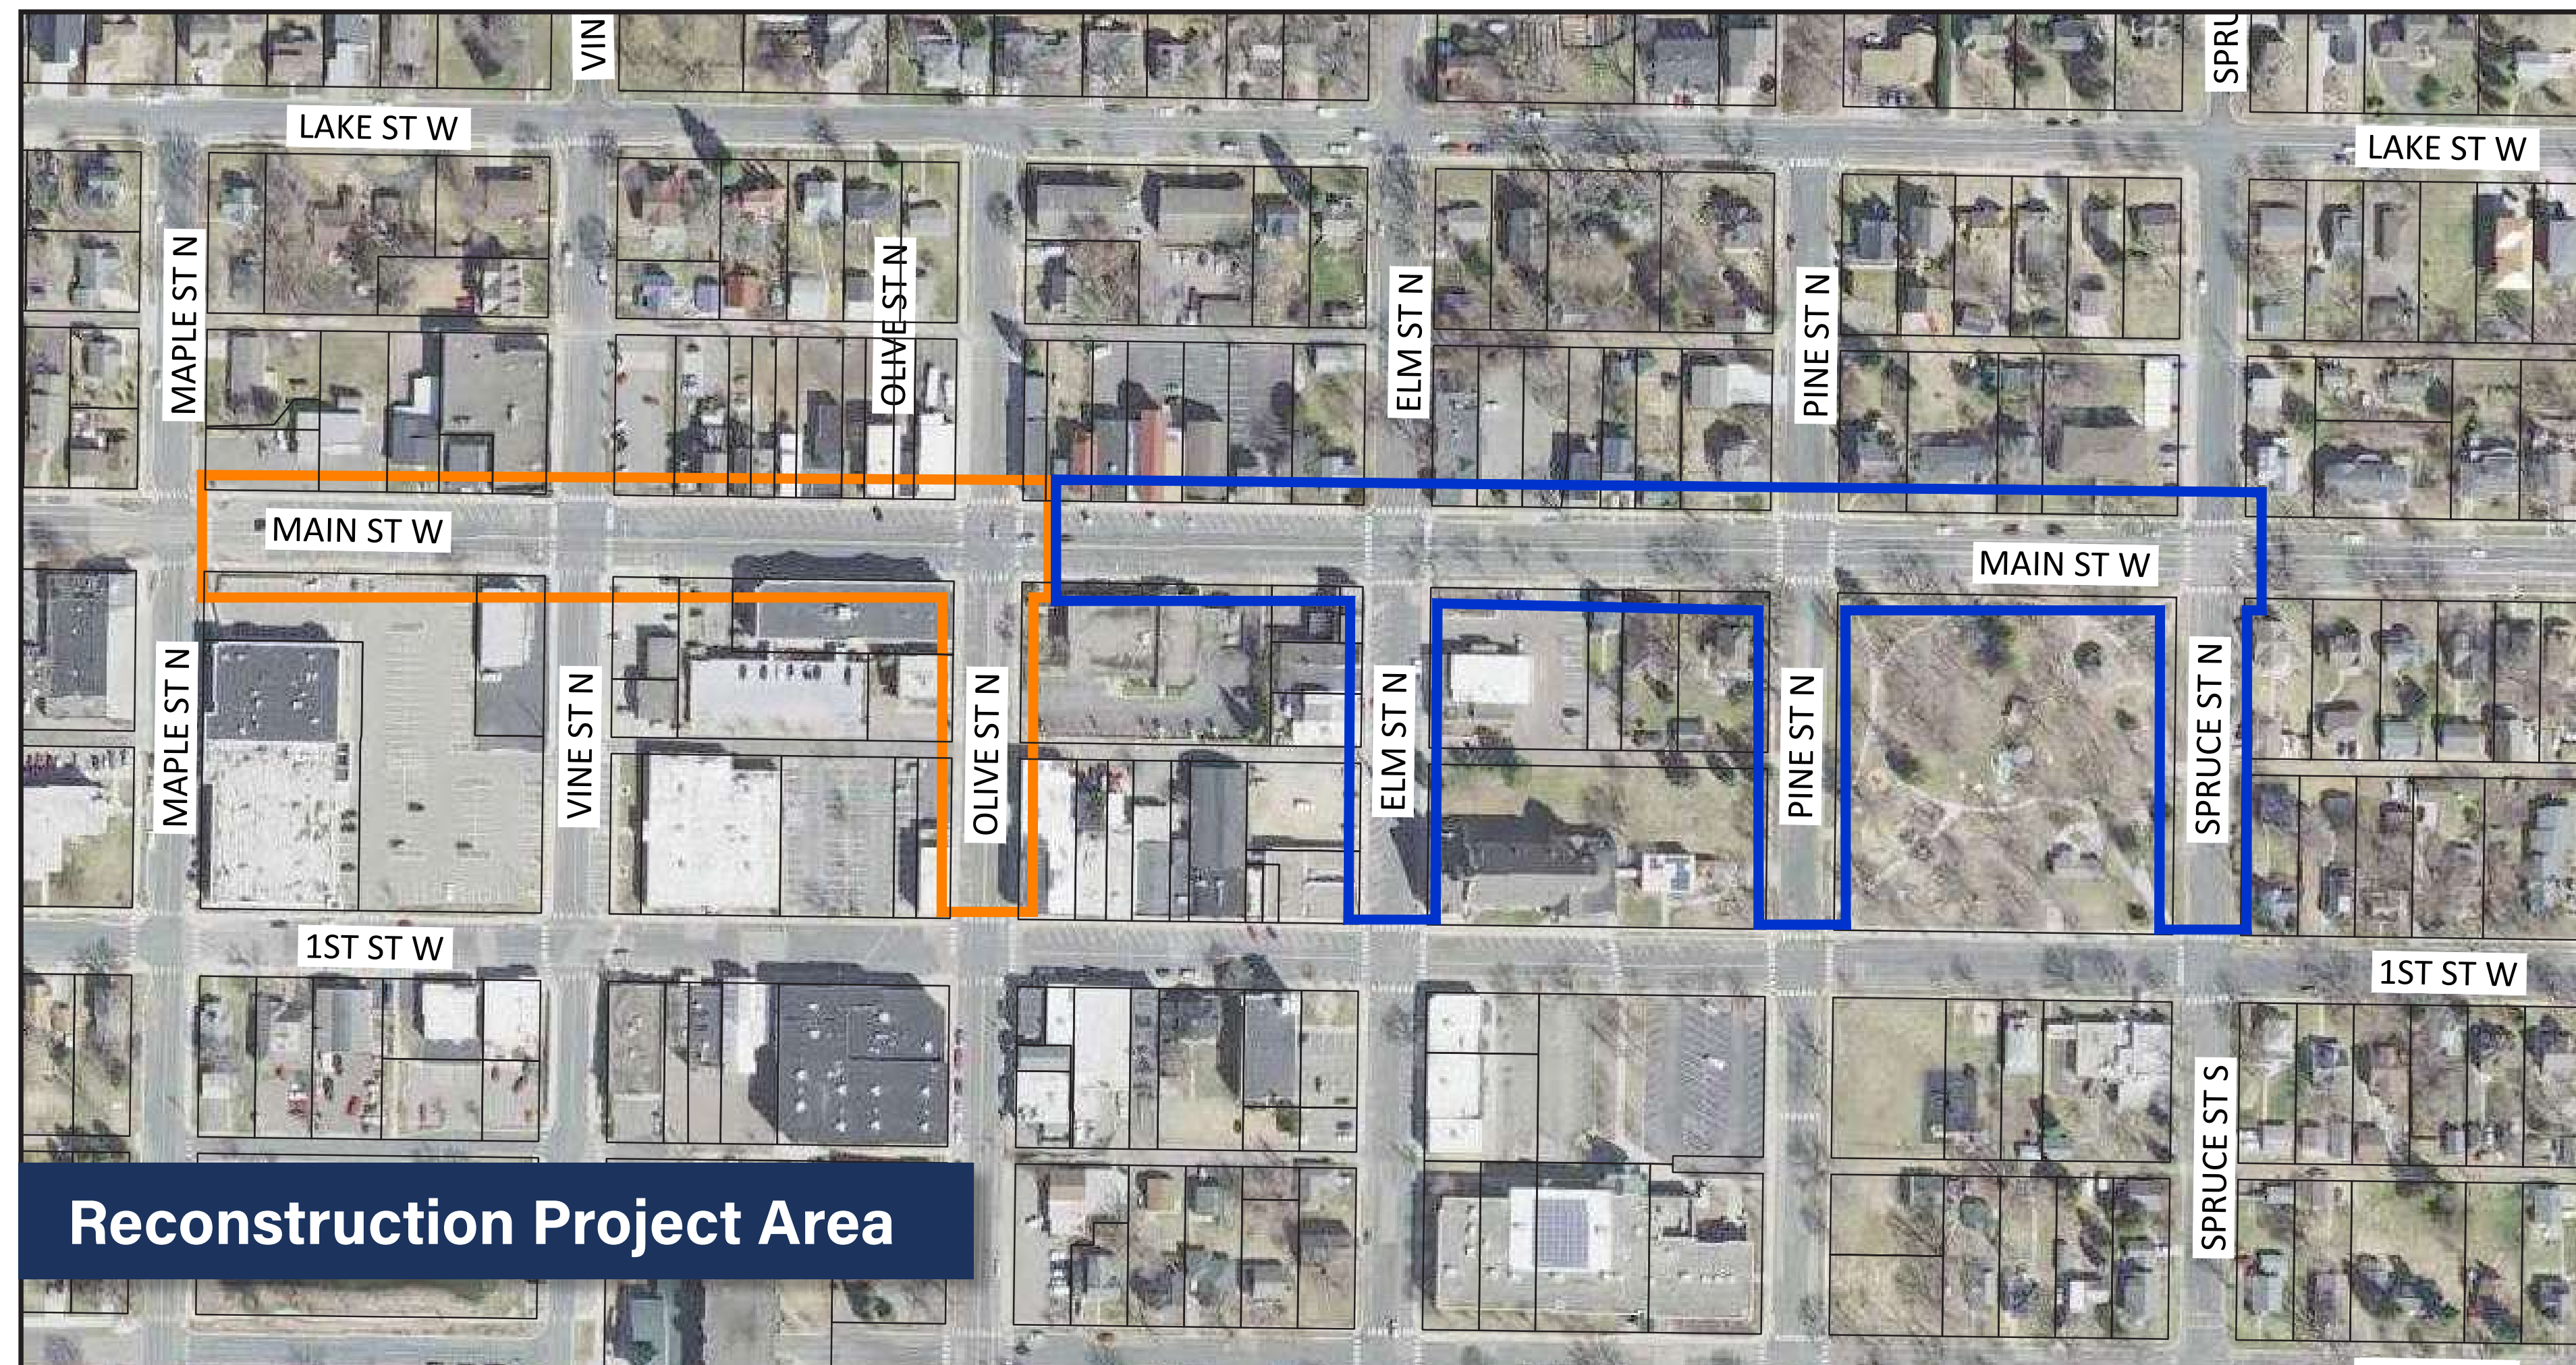 VIN
SPRU
LAKE ST W
LAKE ST W
MAPLE ST N
OLIVE ST N
ELM ST N
PINE ST N
MAIN ST W
MAIN ST W
MAPLE ST N
VINE ST N
OLIVE ST N
ELM ST N
PINE ST N
SPRUCE ST N
1ST ST W
1ST ST W
SPRUCE ST S
Reconstruction Project Area